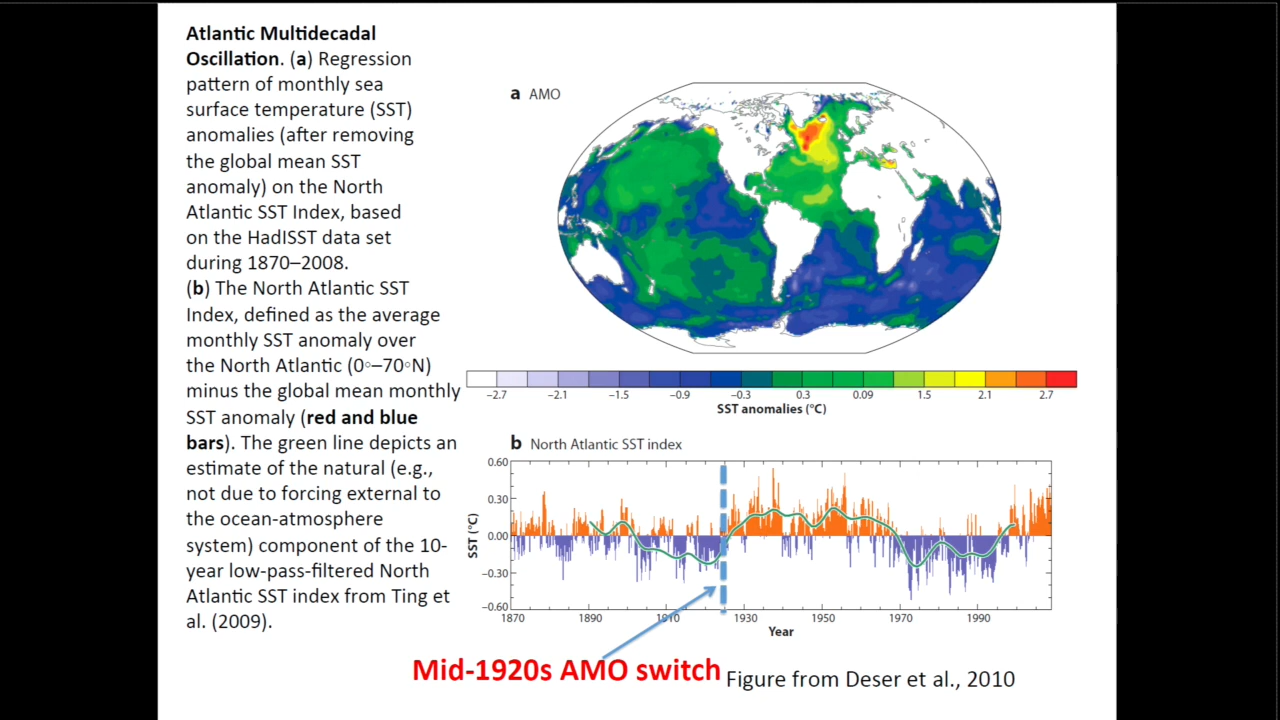 Atlantic Multidecadal
Oscillation. (a) Regression
pattern of monthly sea
surface temperature (SST)
anomalies (after removing
the global mean SST
anomaly) on the North
Atlantic SST Index, based
on the HadISST data set
during 1870–2008.
(b) The North Atlantic SST
Index, defined as the average
monthly SST anomaly over
the North Atlantic (0◦–70◦N)
minus the global mean monthly
SST anomaly (red and blue
bars). The green line depicts an
estimate of the natural (e.g.,
not due to forcing external to
the ocean-atmosphere
system) component of the 10-
year low-pass-filtered North
Atlantic SST index from Ting et
al. (2009).
a AMO
–2.7 –2.1 –1.5 –0.9 –0.3 0.3 0.09 1.5 2.1 2.7
SST anomalies (°C)
b North Atlantic SST index
0.60
0.30
0.00
–0.30
–0.60
SST (°C)
1870 1890 1910 1930 1950 1970 1990
Year
Mid-1920s AMO switch
Figure from Deser et al., 2010